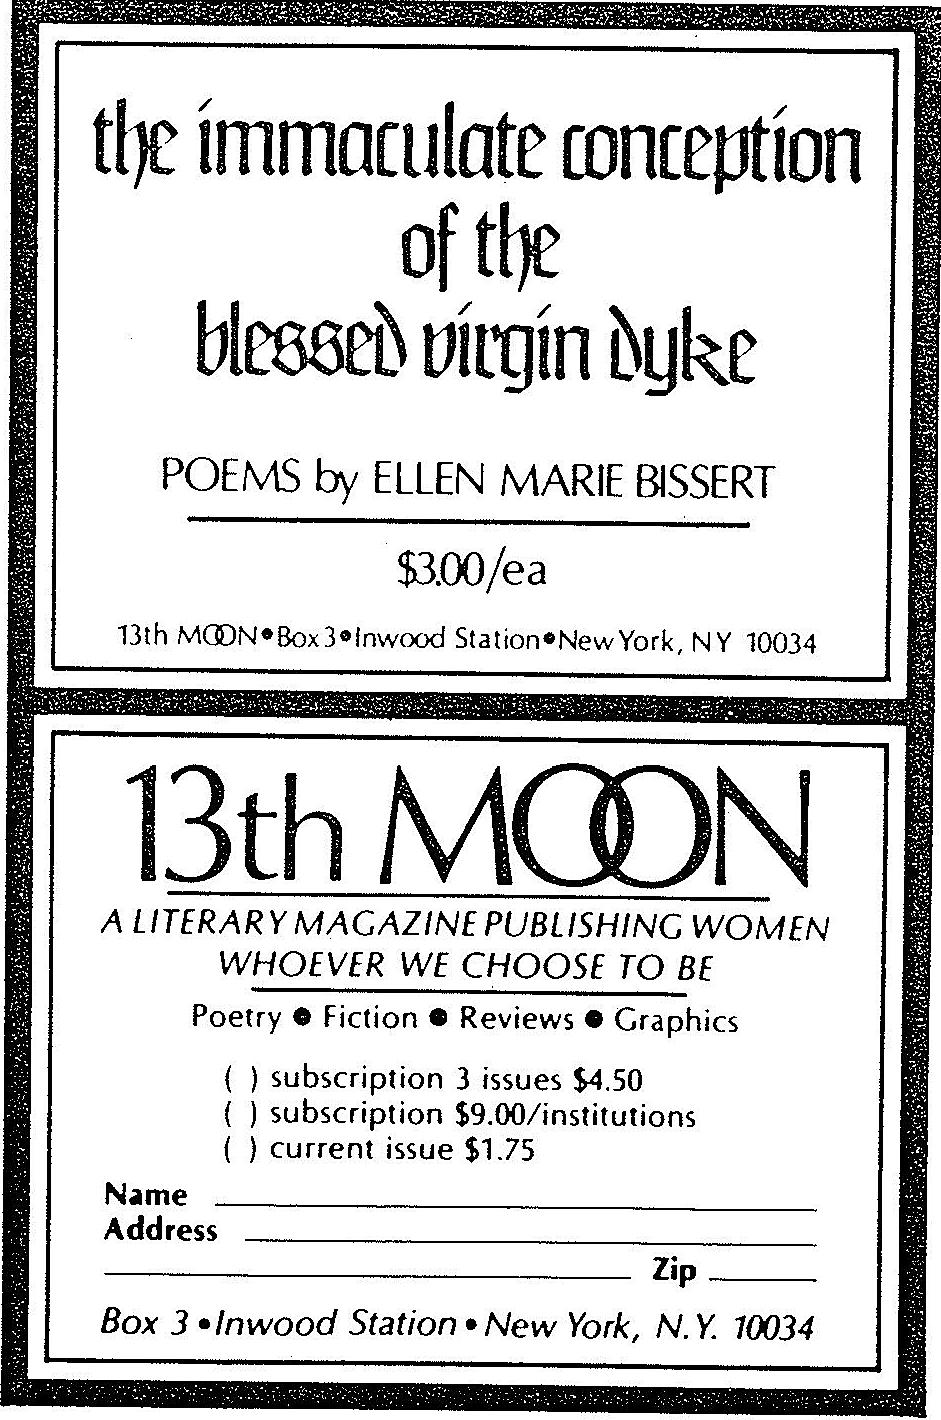 the immaculate conception
of the
blessed virgin dyke
POEMS by ELLEN MARIE BISSERT
$3.00/ea
13th MOON•Box 3•Inwood Station•New York, NY 10034
13th MOON
A LITERARY MAGAZINE PUBLISHING WOMEN
WHOEVER WE CHOOSE TO BE
Poetry • Fiction • Reviews • Graphics
( ) subscription 3 issues $4.50
( ) subscription $9.00/institutions
( ) current issue $1.75
Name
Address
Zip
Box 3 •Inwood Station • New York, N.Y. 10034